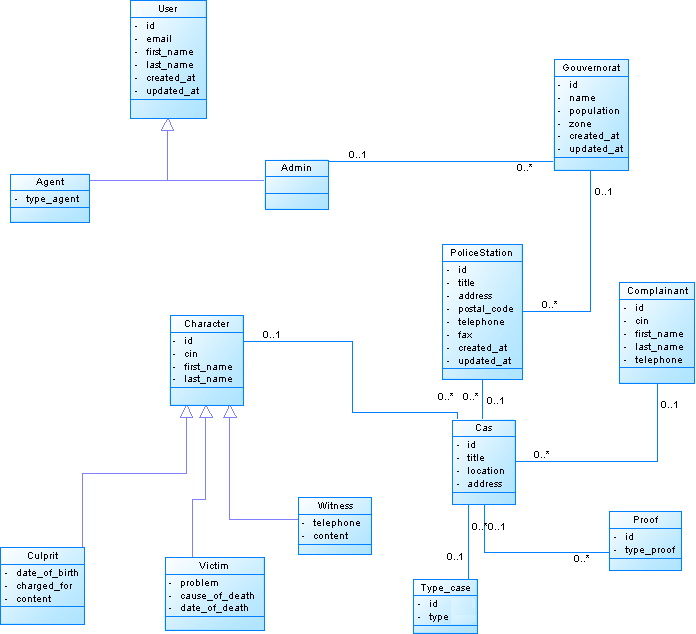 User
- id
- email
- first_name
- last_name
- created_at
- updated_at
Gouvernorat
- id
- name
- population
- zone
- created_at
- updated_at
Agent
- type_agent
Admin
0..1
0..*
0..1
PoliceStation
- id
- title
- address
- postal_code
- telephone
- fax
- created_at
- updated_at
0..*
Complainant
- id
- cin
- first_name
- last_name
- telephone
Character
- id
- cin
- first_name
- last_name
0..1
0..*
0..*
0..1
0..1
Cas
- id
- title
- location
- address
0..*
Witness
- telephone
- content
Culprit
- date_of_birth
- charged_for
- content
Victim
- problem
- cause_of_death
- date_of_death
0..*
0..1
0..1
0..*
Proof
- id
- type_proof
Type_case
- id
- type